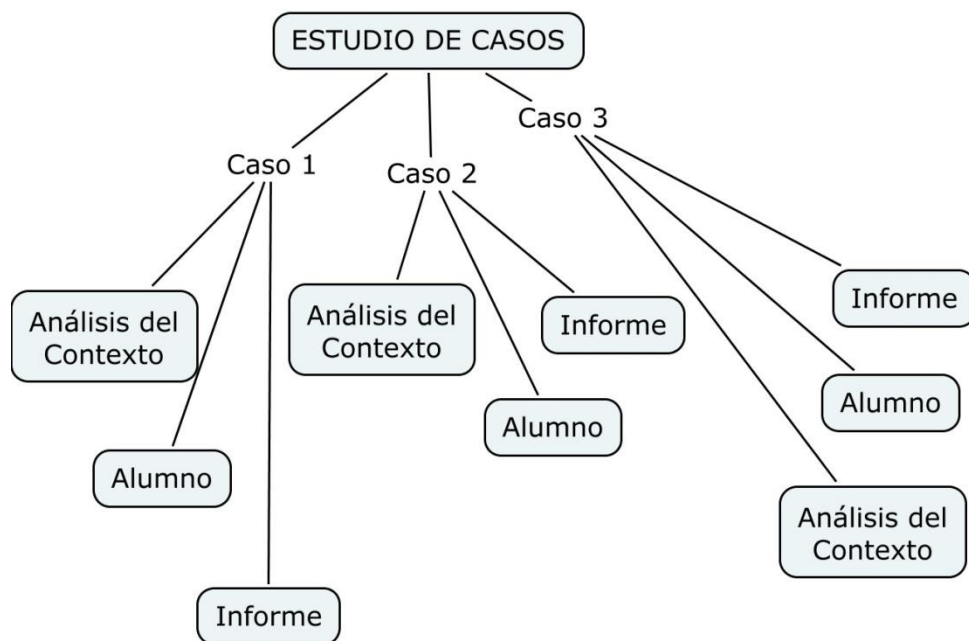 ESTUDIO DE CASOS
Caso 1
Caso 2
Caso 3
Análisis del
Contexto
Alumno
Informe
Análisis del
Contexto
Alumno
Informe
Informe
Alumno
Análisis del
Contexto